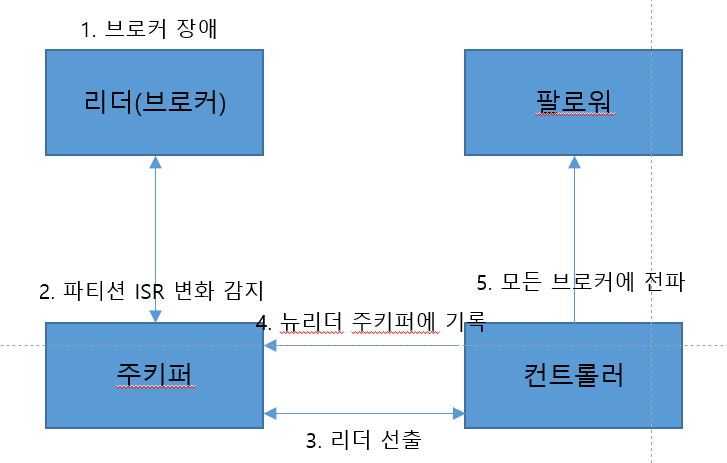 1. 브로커 장애
리더(브로커)
팔로워
2. 파티션 ISR 변화 감지
5. 모든 브로커에 전파
4. 뉴리더 주키퍼에 기록
주키퍼
컨트롤러
3. 리더 선출